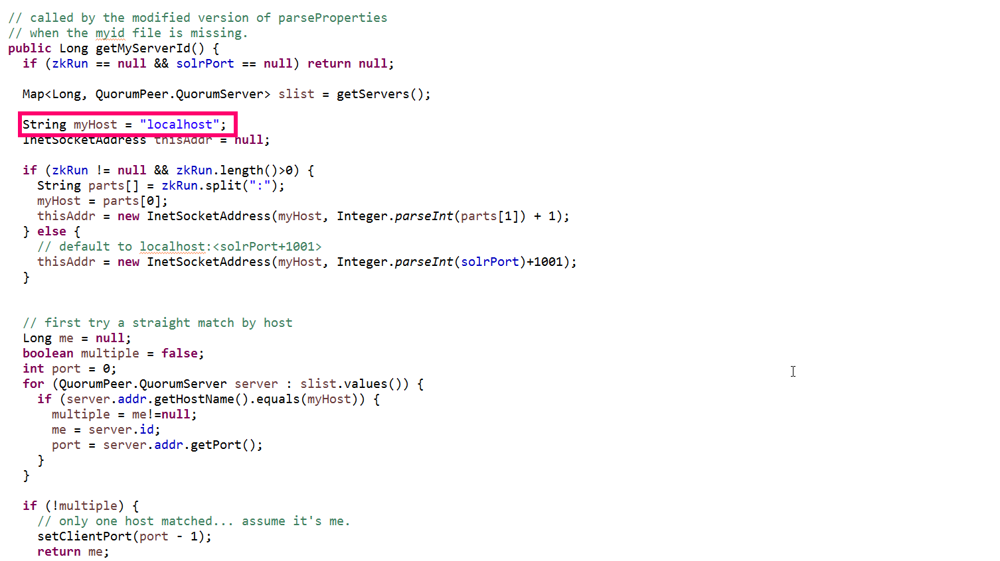 // called by the modified version of parseProperties
// when the myid file is missing.
public Long getMyServerId() {
if (zkRun == null && solrPort == null) return null;
Map<Long, QuorumPeer.QuorumServer> slist = getServers();
String myHost = "localhost";
InetSocketAddress thisAddr = null;
if (zkRun != null && zkRun.length()>0) {
String parts[] = zkRun.split(":");
myHost = parts[0];
thisAddr = new InetSocketAddress(myHost, Integer.parseInt(parts[1]) + 1);
} else {
// default to localhost:<solrPort+1001>
thisAddr = new InetSocketAddress(myHost, Integer.parseInt(solrPort)+1001);
}
// first try a straight match by host
Long me = null;
boolean multiple = false;
int port = 0;
for (QuorumPeer.QuorumServer server : slist.values()) {
if (server.addr.getHostName().equals(myHost)) {
multiple = me!=null;
me = server.id;
port = server.addr.getPort();
}
}
if (!multiple) {
// only one host matched... assume it's me.
setClientPort(port - 1);
return me;